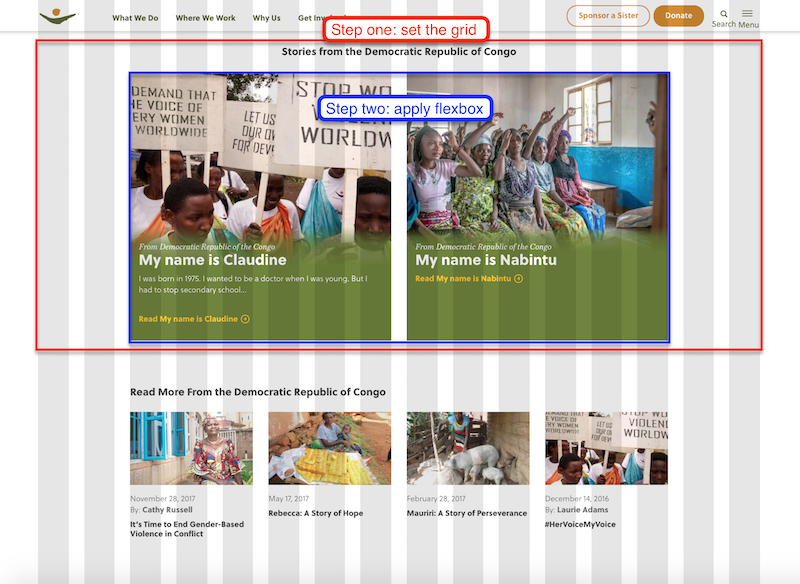 What We Do
Where We Work
Why Us
Sponsor a Sister
Donate
Search
Menu
Step one: set the grid
Stories from the Democratic Republic of Congo
Step two: apply flexbox
DEMAND THAT
THE VOICE OF
ERY WOMEN
WORLDWIDE
LET US
OUR
FOR
STOP
WORLDW
From Democratic Republic of the Congo
My name is Claudine
I was born in 1975. I wanted to be a doctor when I was young. But I
had to stop secondary school...
Read My name is Claudine
From Democratic Republic of the Congo
My name is Nabintu
Read My name is Nabintu
Read More From the Democratic Republic of Congo
November 28, 2017
By: Cathy Russell
It's Time to End Gender-Based
Violence in Conflict
May 17, 2017
Rebecca: A Story of Hope
February 28, 2017
Mauriri: A Story of Perseverance
VIOLEN
WORLDW
December 14, 2016
By: Laurie Adams
#HerVoiceMyVoice